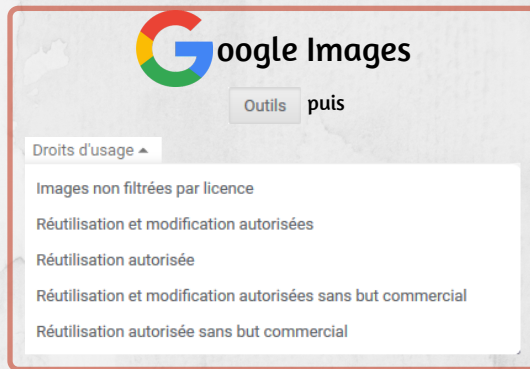 Google Images
Outils puis
Droits d'usage
Images non filtrées par licence
Réutilisation et modification autorisées
Réutilisation autorisée
Réutilisation et modification autorisées sans but commercial
Réutilisation autorisée sans but commercial